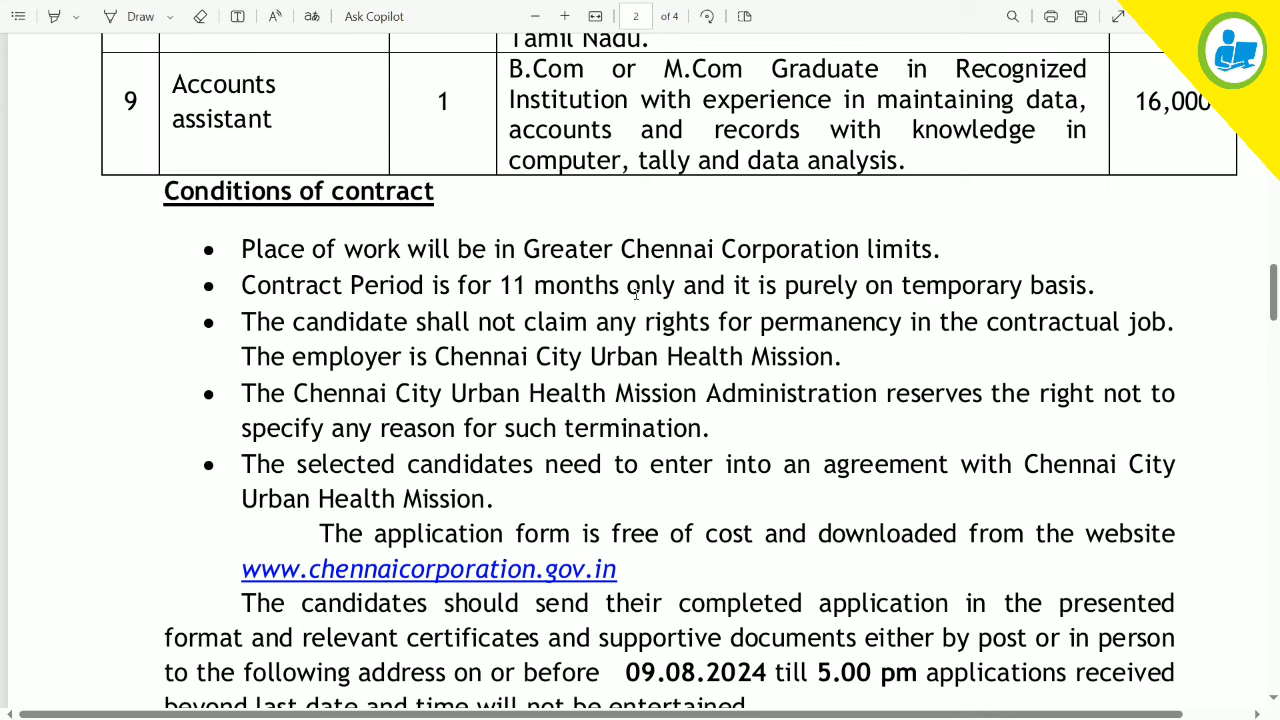 Draw
Ask Copilot
2 of 4
Tamil Nadu.
9
Accounts
assistant
1
B.Com or M.Com Graduate in Recognized
Institution with experience in maintaining data,
accounts and records with knowledge in
computer, tally and data analysis.
16,000
Conditions of contract
• Place of work will be in Greater Chennai Corporation limits.
• Contract Period is for 11 months only and it is purely on temporary basis.
• The candidate shall not claim any rights for permanency in the contractual job.
The employer is Chennai City Urban Health Mission.
• The Chennai City Urban Health Mission Administration reserves the right not to
specify any reason for such termination.
• The selected candidates need to enter into an agreement with Chennai City
Urban Health Mission.
The application form is free of cost and downloaded from the website
www.chennaicorporation.gov.in
The candidates should send their completed application in the presented
format and relevant certificates and supportive documents either by post or in person
to the following address on or before 09.08.2024 till 5.00 pm applications received
beyond last date and time will not be entertained